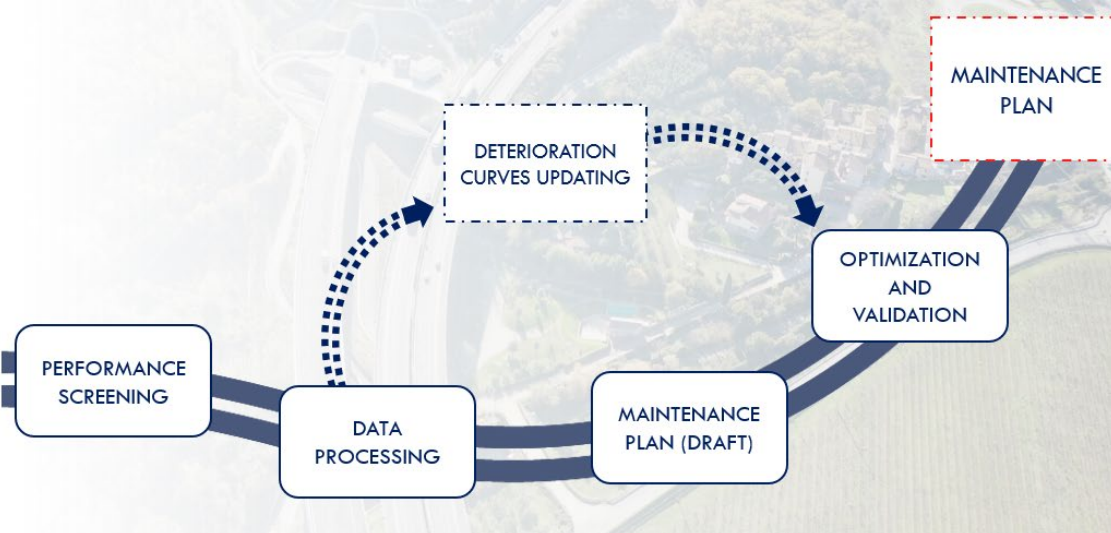 MAINTENANCE
PLAN
DETERIORATION
CURVES UPDATING
OPTIMIZATION
AND
VALIDATION
PERFORMANCE
SCREENING
DATA
PROCESSING
MAINTENANCE
PLAN (DRAFT)